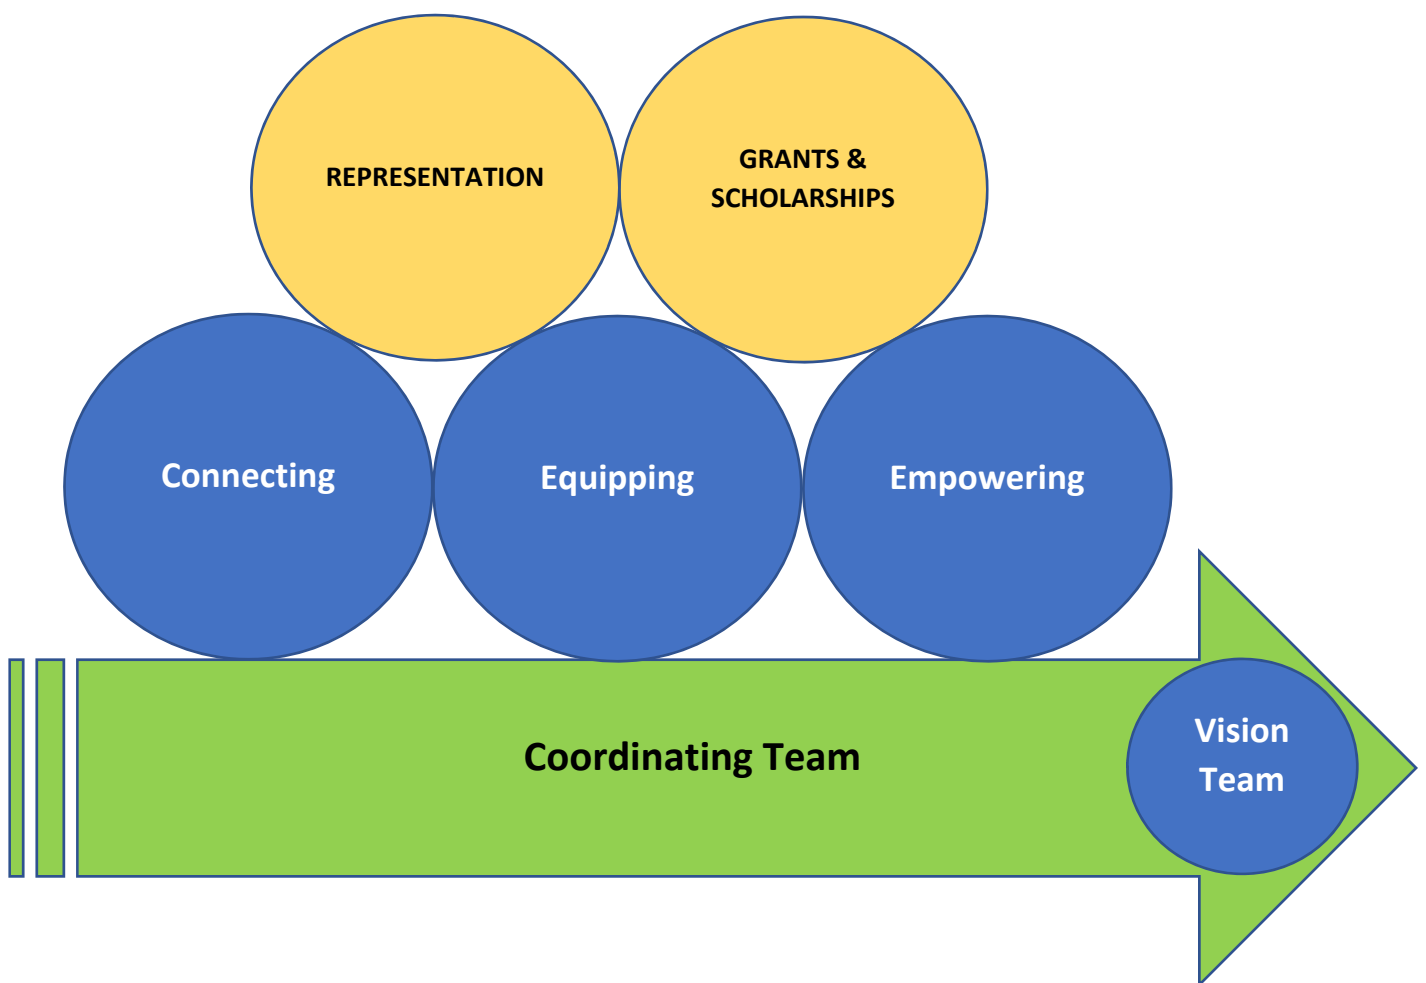 REPRESENTATION
GRANTS &
SCHOLARSHIPS
Connecting
Equipping
Empowering
Coordinating Team
Vision
Team